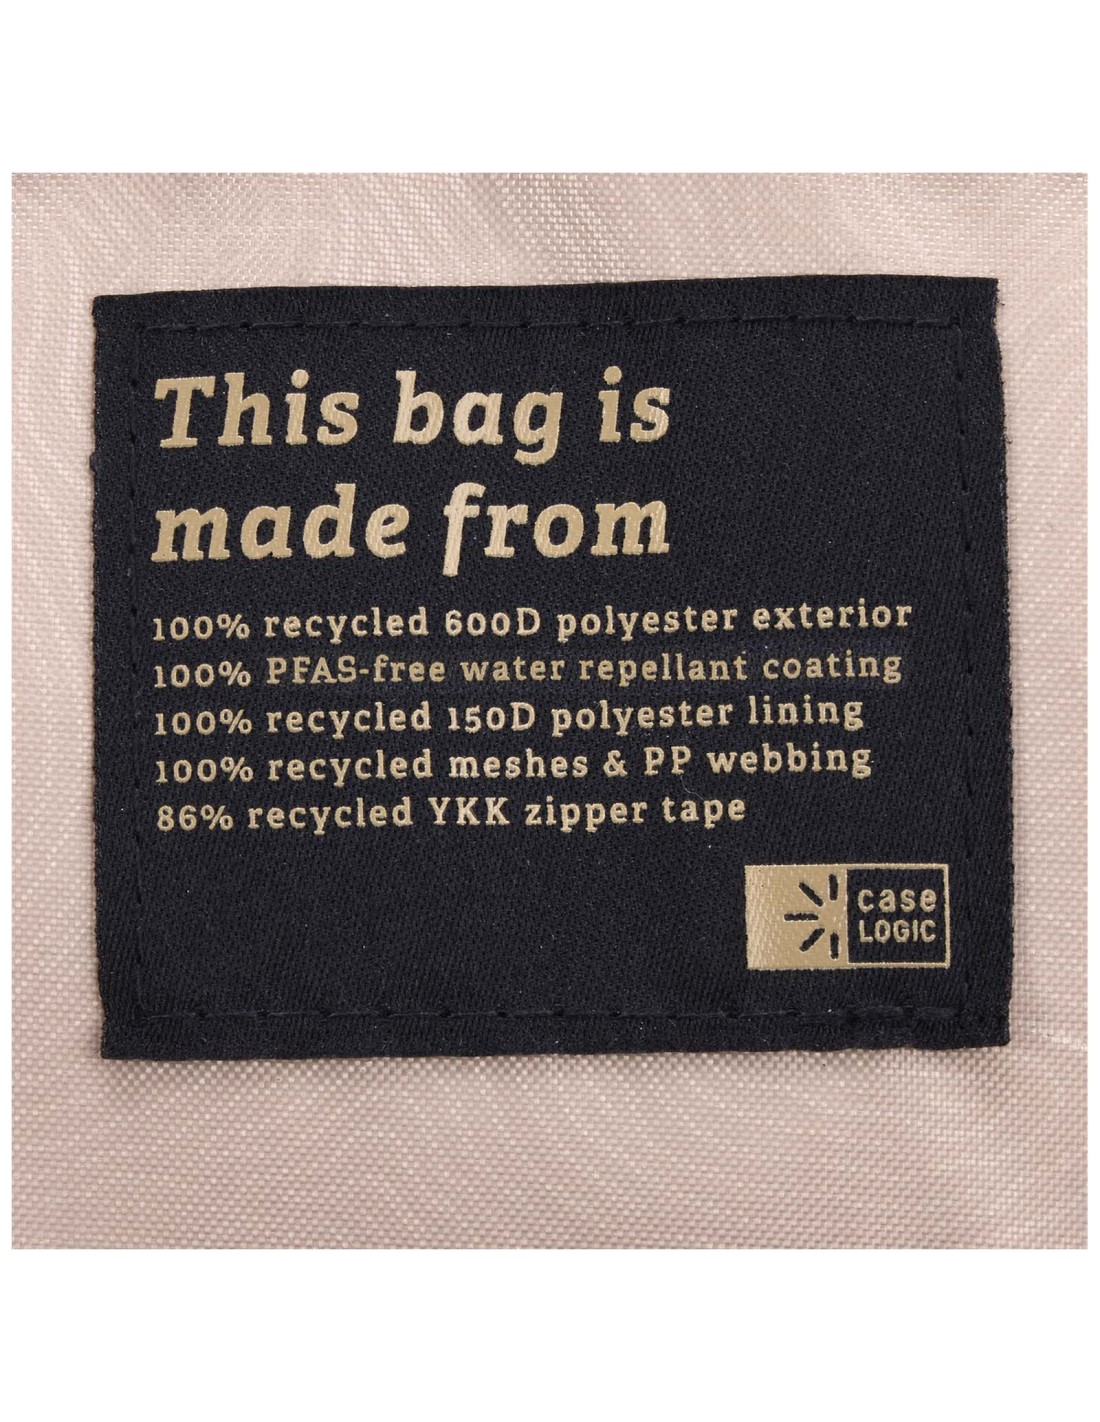 This bag is
made from
100% recycled 600D polyester exterior
100% PFAS-free water repellant coating
100% recycled 150D polyester lining
100% recycled meshes & PP webbing
86% recycled YKK zipper tape
case
LOGIC